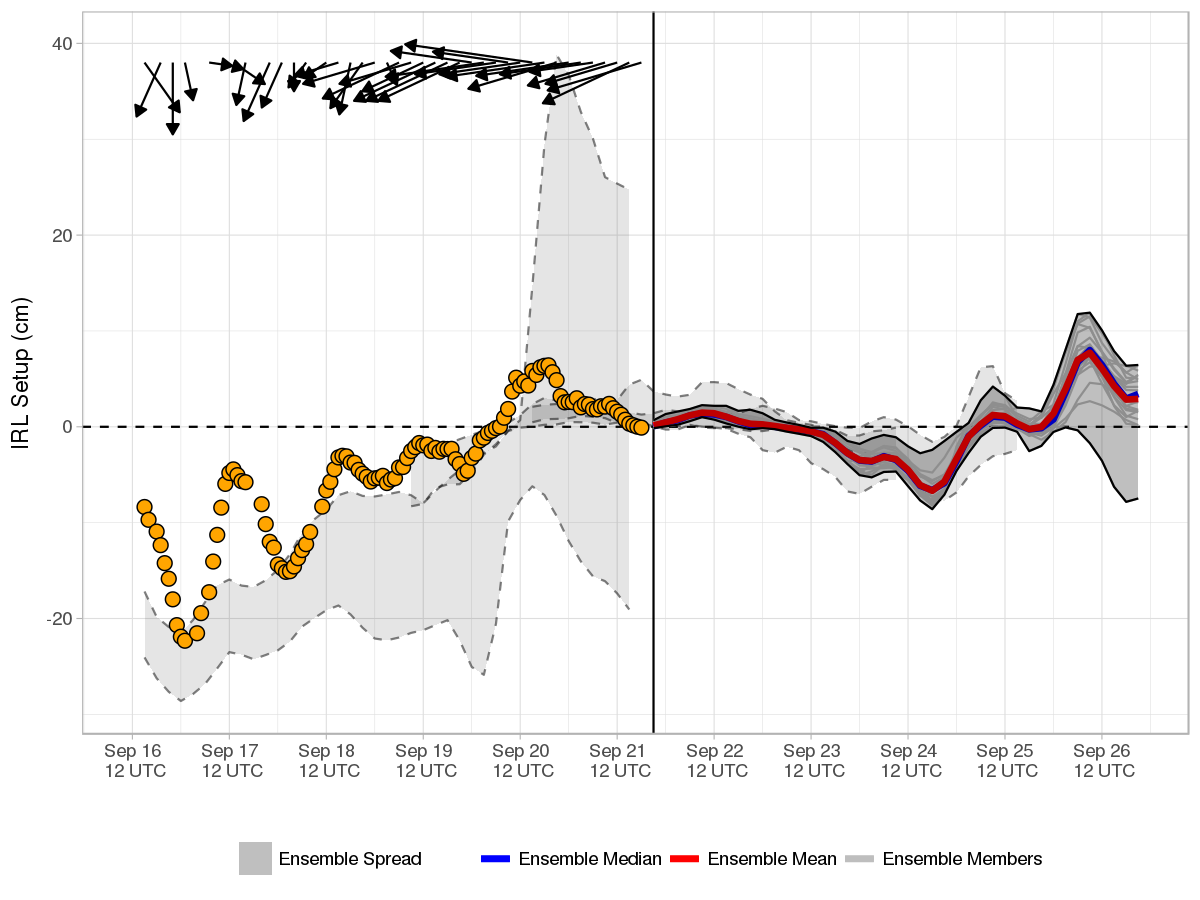 IRL Setup (cm)
40
20
0
-20
Sep 16 Sep 17 Sep 18 Sep 19 Sep 20 Sep 21 Sep 22 Sep 23 Sep 24 Sep 25 Sep 26
12 UTC 12 UTC 12 UTC 12 UTC 12 UTC 12 UTC 12 UTC 12 UTC 12 UTC 12 UTC 12 UTC
Ensemble Spread Ensemble Median Ensemble Mean Ensemble Members